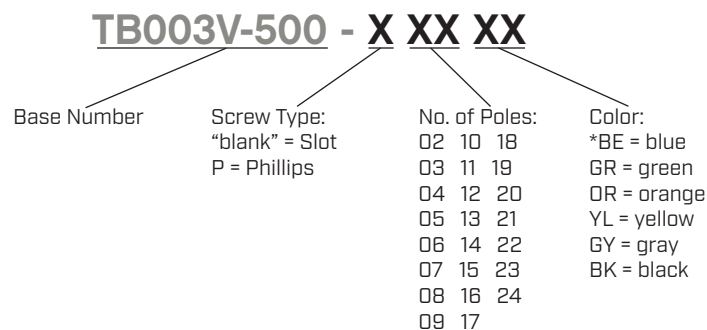 TB003V-500 - X XX XX
Base Number
Screw Type:
“blank” = Slot
P = Phillips
No. of Poles:
02 10 18
03 11 19
04 12 20
05 13 21
06 14 22
07 15 23
08 16 24
09 17
Color:
*BE = blue
GR = green
OR = orange
YL = yellow
GY = gray
BK = black